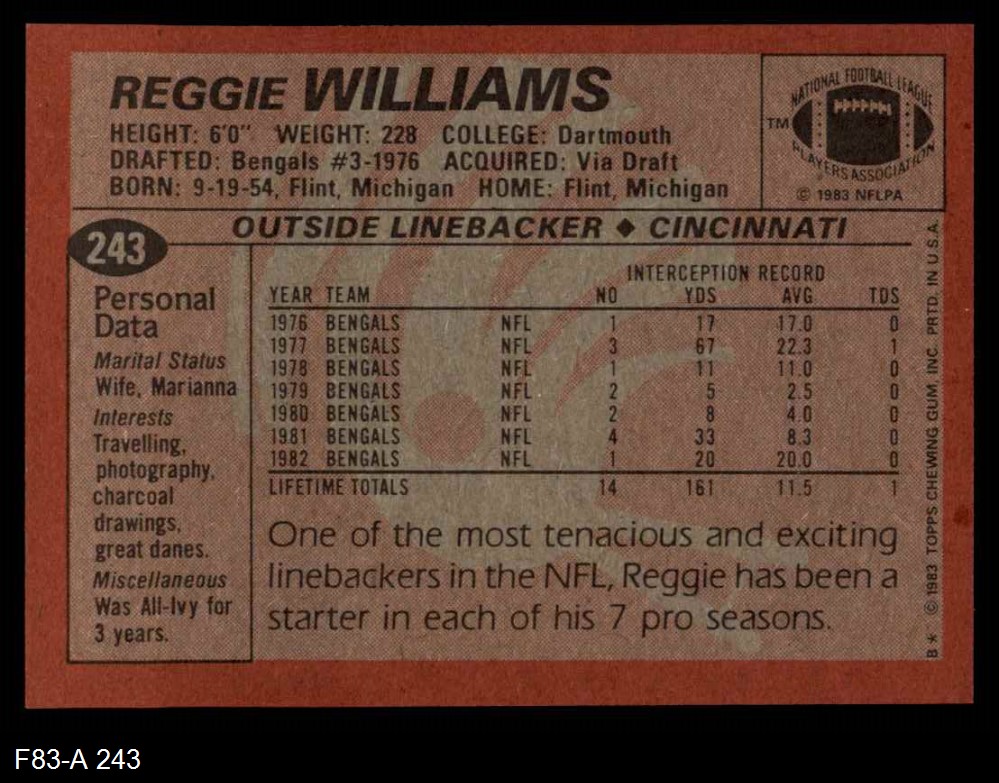 REGGIE WILLIAMS
HEIGHT: 6'0" WEIGHT: 228 COLLEGE: Dartmouth
DRAFTED: Bengals #3-1976 ACQUIRED: Via Draft
BORN: 9-19-54, Flint, Michigan HOME: Flint, Michigan
NATIONAL FOOTBALL LEAGUE
TM
PLAYERS ASSOCIATION
© 1983 NFLPA
243
OUTSIDE LINEBACKER ♦ CINCINNATI
Personal
Data
Marital Status
Wife, Marianna
Interests
Travelling,
photography,
charcoal
drawings,
great danes.
Miscellaneous
Was All-Ivy for
3 years.
INTERCEPTION RECORD
YEAR TEAM NO YDS AVG TDS
1976 BENGALS NFL 1 17 17.0 0
1977 BENGALS NFL 3 67 22.3 1
1978 BENGALS NFL 1 11 11.0 0
1979 BENGALS NFL 2 5 2.5 0
1980 BENGALS NFL 2 8 4.0 0
1981 BENGALS NFL 4 33 8.3 0
1982 BENGALS NFL 1 20 20.0 0
LIFETIME TOTALS 14 161 11.5 1
One of the most tenacious and exciting
linebackers in the NFL, Reggie has been a
starter in each of his 7 pro seasons.
B* © 1983 TOPPS CHEWING GUM, INC. PRTD. IN U.S.A.
F83-A 243